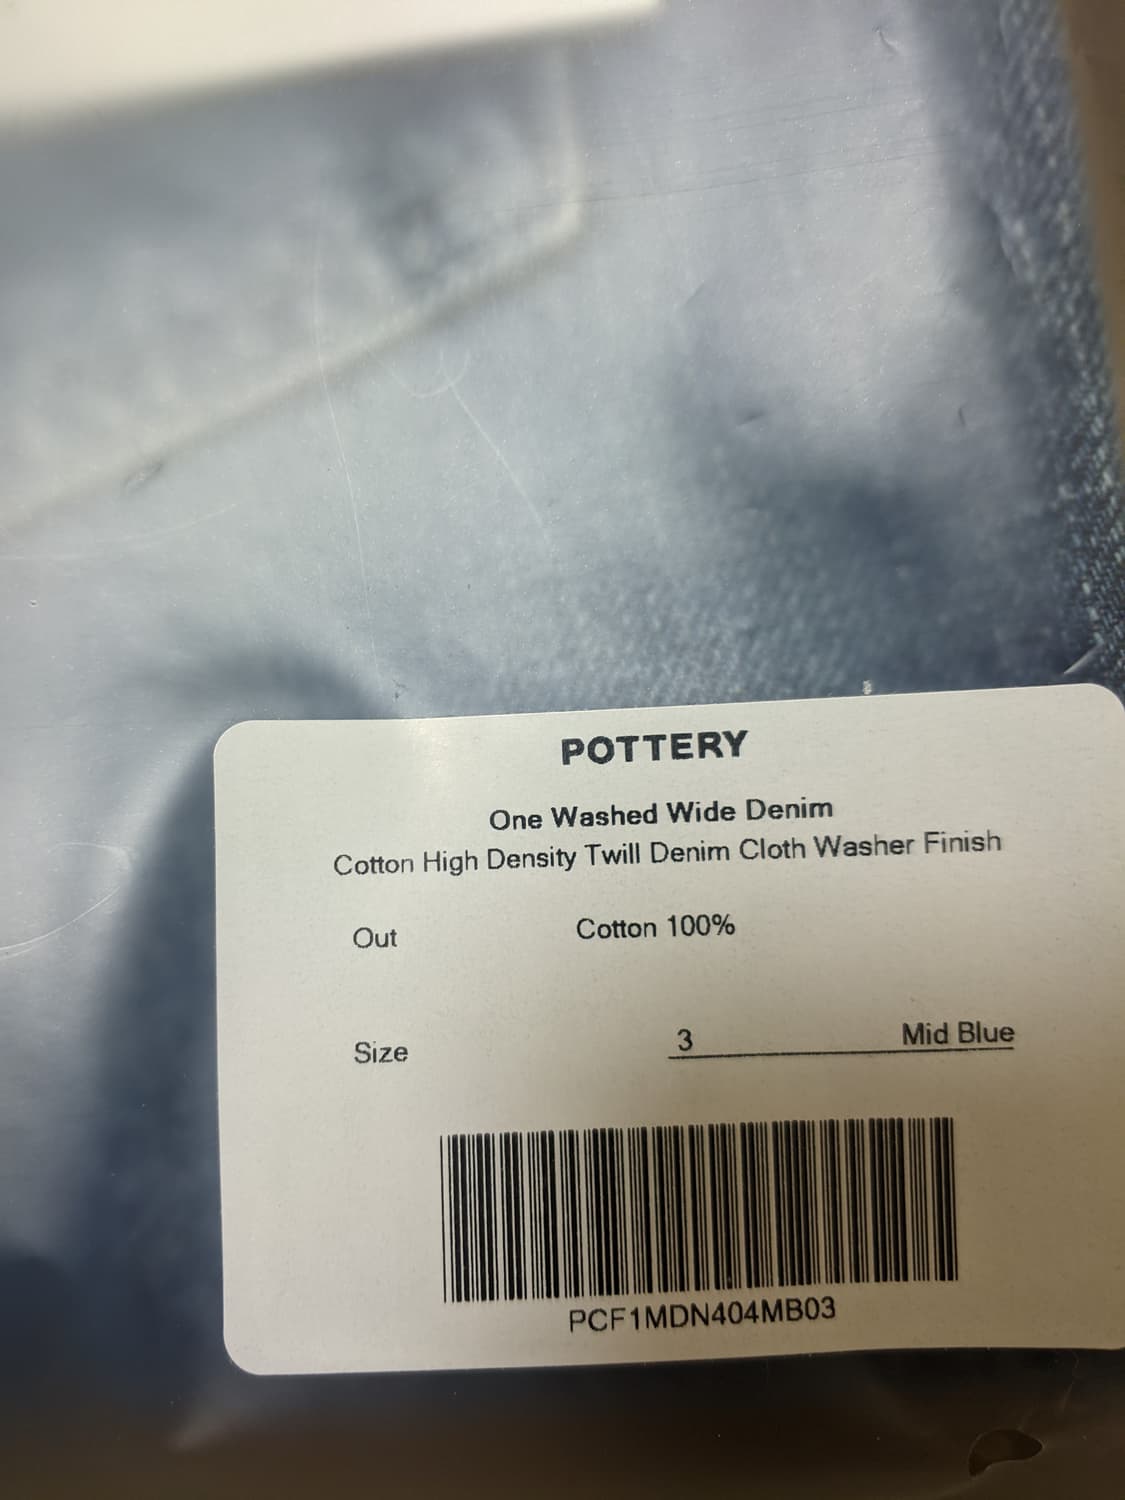 POTTERY
One Washed Wide Denim
Cotton High Density Twill Denim Cloth Washer Finish
Out Cotton 100%
Size 3 Mid Blue
PCF1MDN404MB03